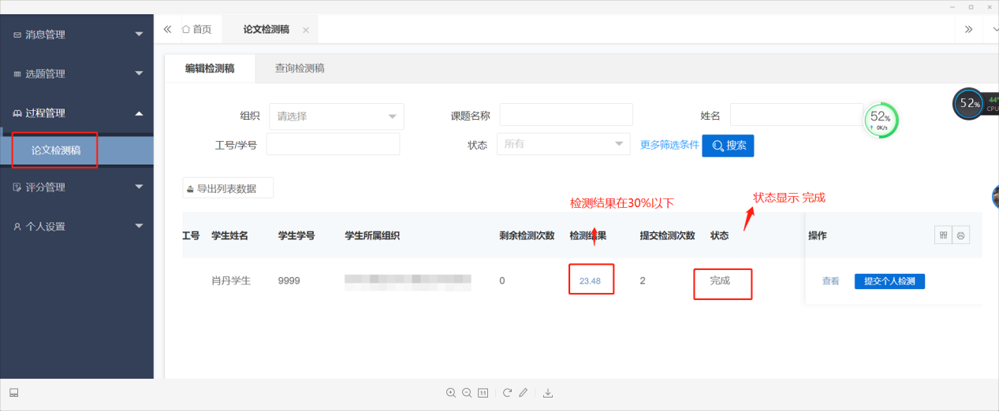 消息管理
选题管理
过程管理
论文检测稿
评分管理
个人设置
首页
论文检测稿
编辑检测稿
查询检测稿
组织
请选择
课题名称
姓名
工号/学号
状态
所有
更多筛选条件
搜索
52%
0K/s
52%
44°
CPU
导出列表数据
检测结果在30%以下
状态显示 完成
工号 学生姓名 学生学号 学生所属组织 剩余检测次数 检测结果 提交检测次数 状态 操作
肖丹学生 9999 0 23.48 2 完成 查看 提交个人检测
1:1